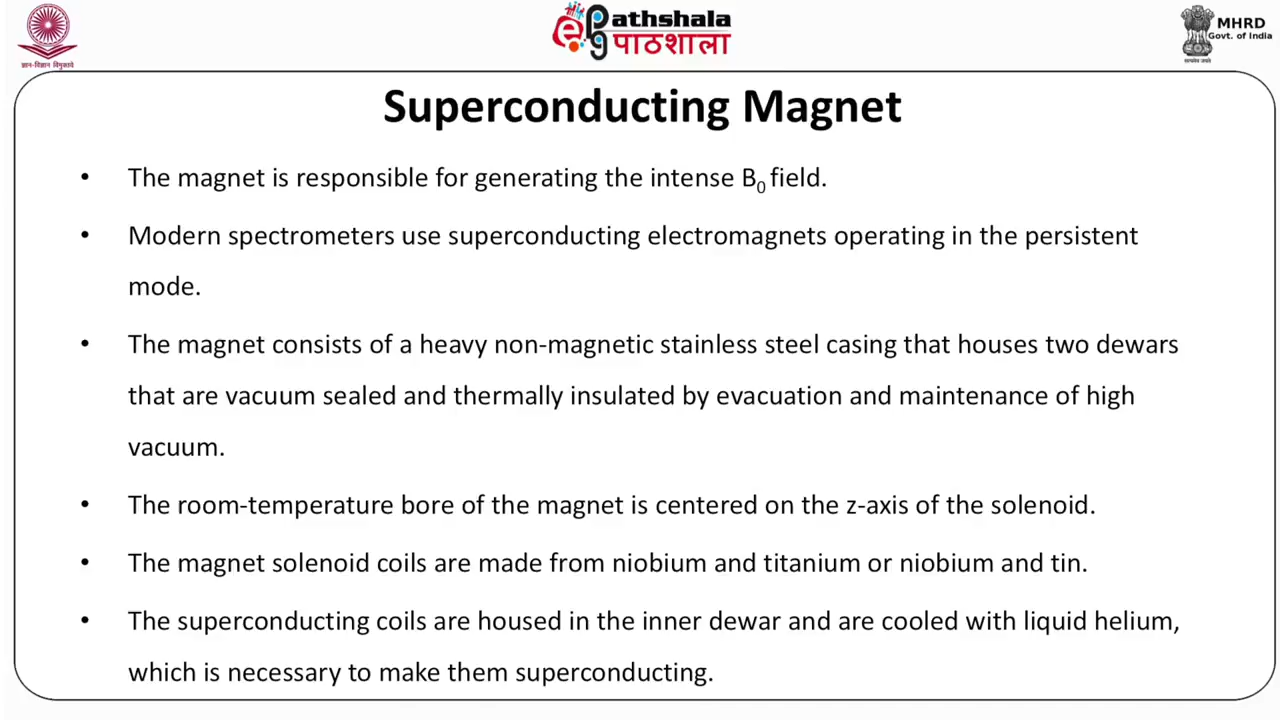 ज्ञान-विज्ञान विमुक्तये
Pathshala
पाठशाला
MHRD
Govt. of India
सत्यमेव जयते
Superconducting Magnet
• The magnet is responsible for generating the intense B0 field.
• Modern spectrometers use superconducting electromagnets operating in the persistent
mode.
• The magnet consists of a heavy non-magnetic stainless steel casing that houses two dewars
that are vacuum sealed and thermally insulated by evacuation and maintenance of high
vacuum.
• The room-temperature bore of the magnet is centered on the z-axis of the solenoid.
• The magnet solenoid coils are made from niobium and titanium or niobium and tin.
• The superconducting coils are housed in the inner dewar and are cooled with liquid helium,
which is necessary to make them superconducting.